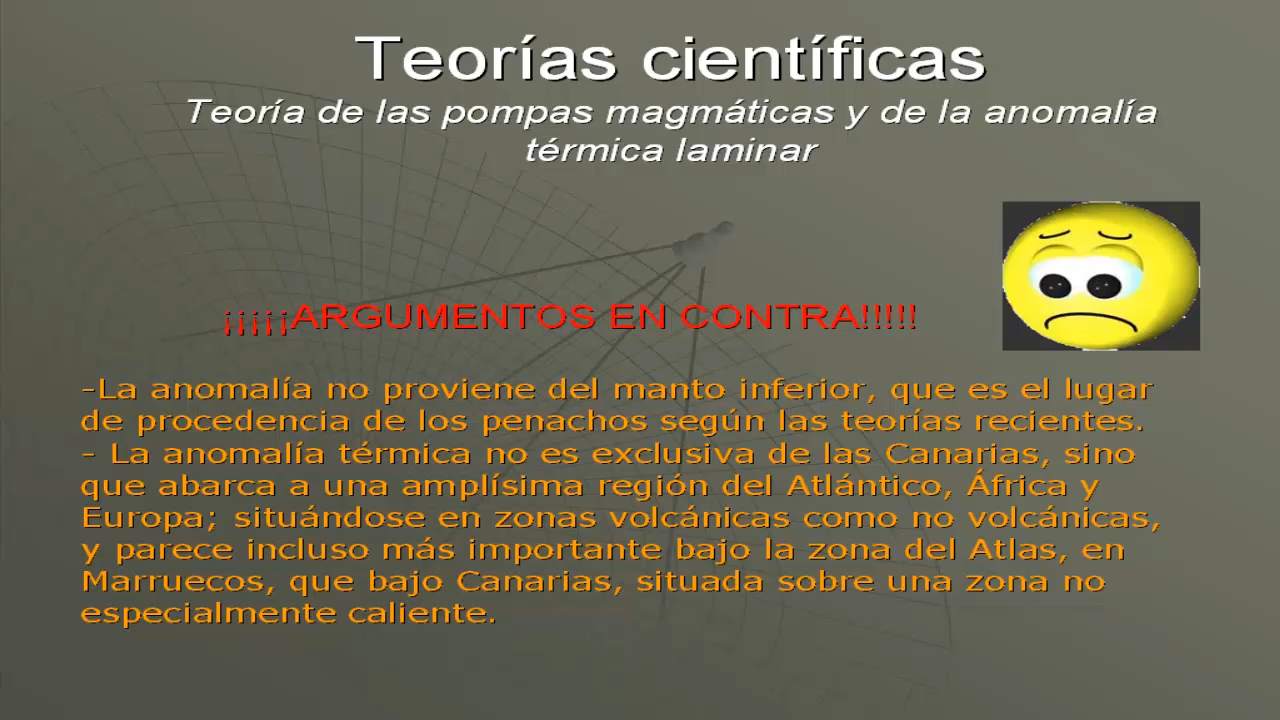 Teorías científicas
Teoría de las pompas magmáticas y de la anomalía
térmica laminar
¡¡¡¡¡ARGUMENTOS EN CONTRA!!!!!
-La anomalía no proviene del manto inferior, que es el lugar
de procedencia de los penachos según las teorías recientes.
- La anomalía térmica no es exclusiva de las Canarias, sino
que abarca a una amplísima región del Atlántico, África y
Europa; situándose en zonas volcánicas como no volcánicas,
y parece incluso más importante bajo la zona del Atlas, en
Marruecos, que bajo Canarias, situada sobre una zona no
especialmente caliente.